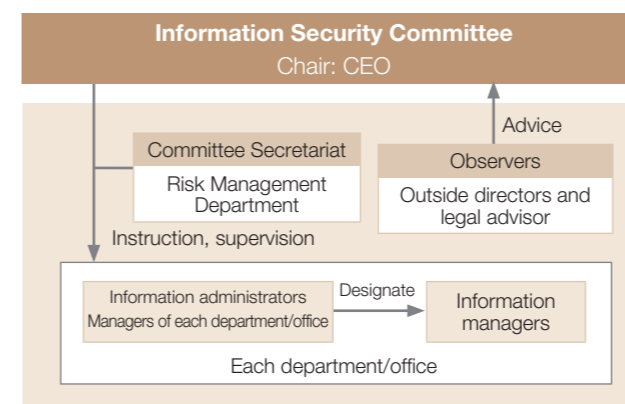 Information Security Committee
Chair: CEO
Advice
Committee Secretariat
Risk Management
Department
Observers
Outside directors and
legal advisor
Instruction, supervision
Information administrators
Managers of each department/office
Designate
Information
managers
Each department/office